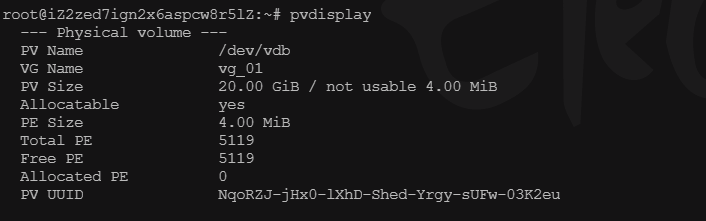 root@iZ2zed7ign2x6aspcw8r5lZ:~# pvdisplay
--- Physical volume ---
PV Name               /dev/vdb
VG Name               vg_01
PV Size               20.00 GiB / not usable 4.00 MiB
Allocatable           yes
PE Size               4.00 MiB
Total PE              5119
Free PE               5119
Allocated PE          0
PV UUID               NqoRZJ-jHx0-lXhD-Shed-Yrgy-sUFw-03K2eu